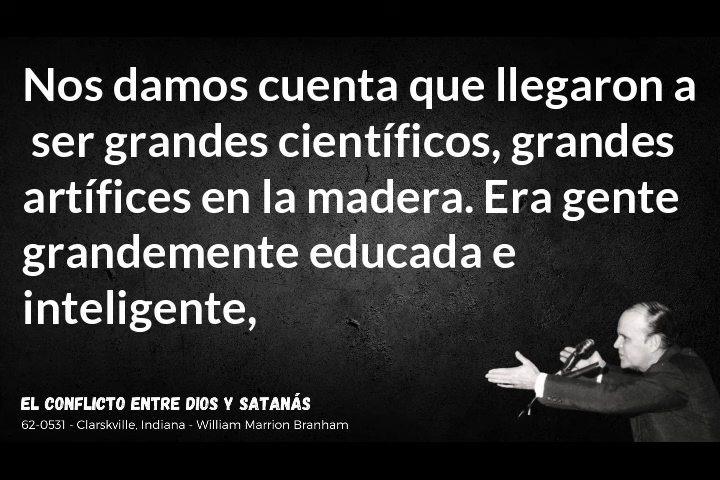 Nos damos cuenta que llegaron a
ser grandes científicos, grandes
artífices en la madera. Era gente
grandemente educada e
inteligente,
EL CONFLICTO ENTRE DIOS Y SATANÁS
62-0531 - Clarskville, Indiana - William Marrion Branham